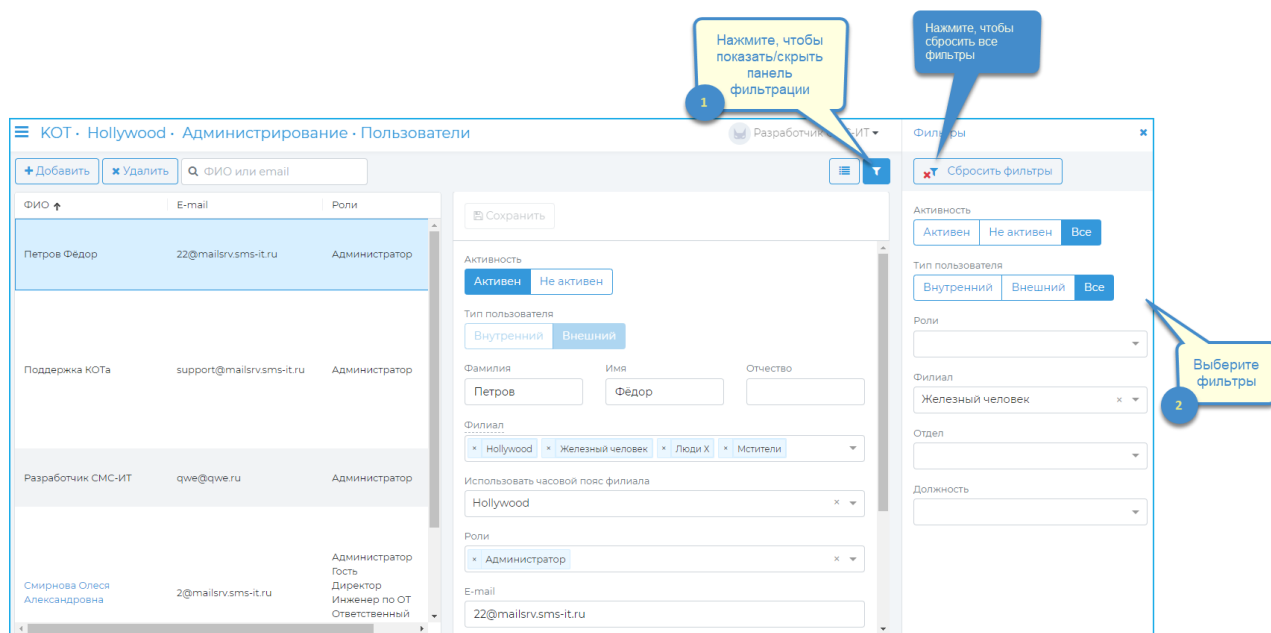 Нажмите, чтобы
показать/скрыть
панель
фильтрации
1
Нажмите, чтобы
сбросить все
фильтры
КОТ · Hollywood · Администрирование · Пользователи
Разработчик СМС-ИТ
Фильтры
Добавить
Удалить
ФИО или email
Сбросить фильтры
ФИО
E-mail
Роли
Петров Фёдор
22@mailsrv.sms-it.ru
Администратор
Поддержка КОТа
support@mailsrv.sms-it.ru
Администратор
Разработчик СМС-ИТ
qwe@qwe.ru
Администратор
Смирнова Олеся
Александровна
2@mailsrv.sms-it.ru
Администратор
Гость
Директор
Инженер по ОТ
Ответственный
Сохранить
Активность
Активен Не активен
Тип пользователя
Внутренний Внешний
Фамилия Имя Отчество
Петров Фёдор
Филиал
× Hollywood × Железный человек × Люди X × Мстители
Использовать часовой пояс филиала
Hollywood
Роли
× Администратор
E-mail
22@mailsrv.sms-it.ru
Активность
Активен Не активен Все
Тип пользователя
Внутренний Внешний Все
Роли
Филиал
Железный человек
Отдел
Должность
Выберите
фильтры
2